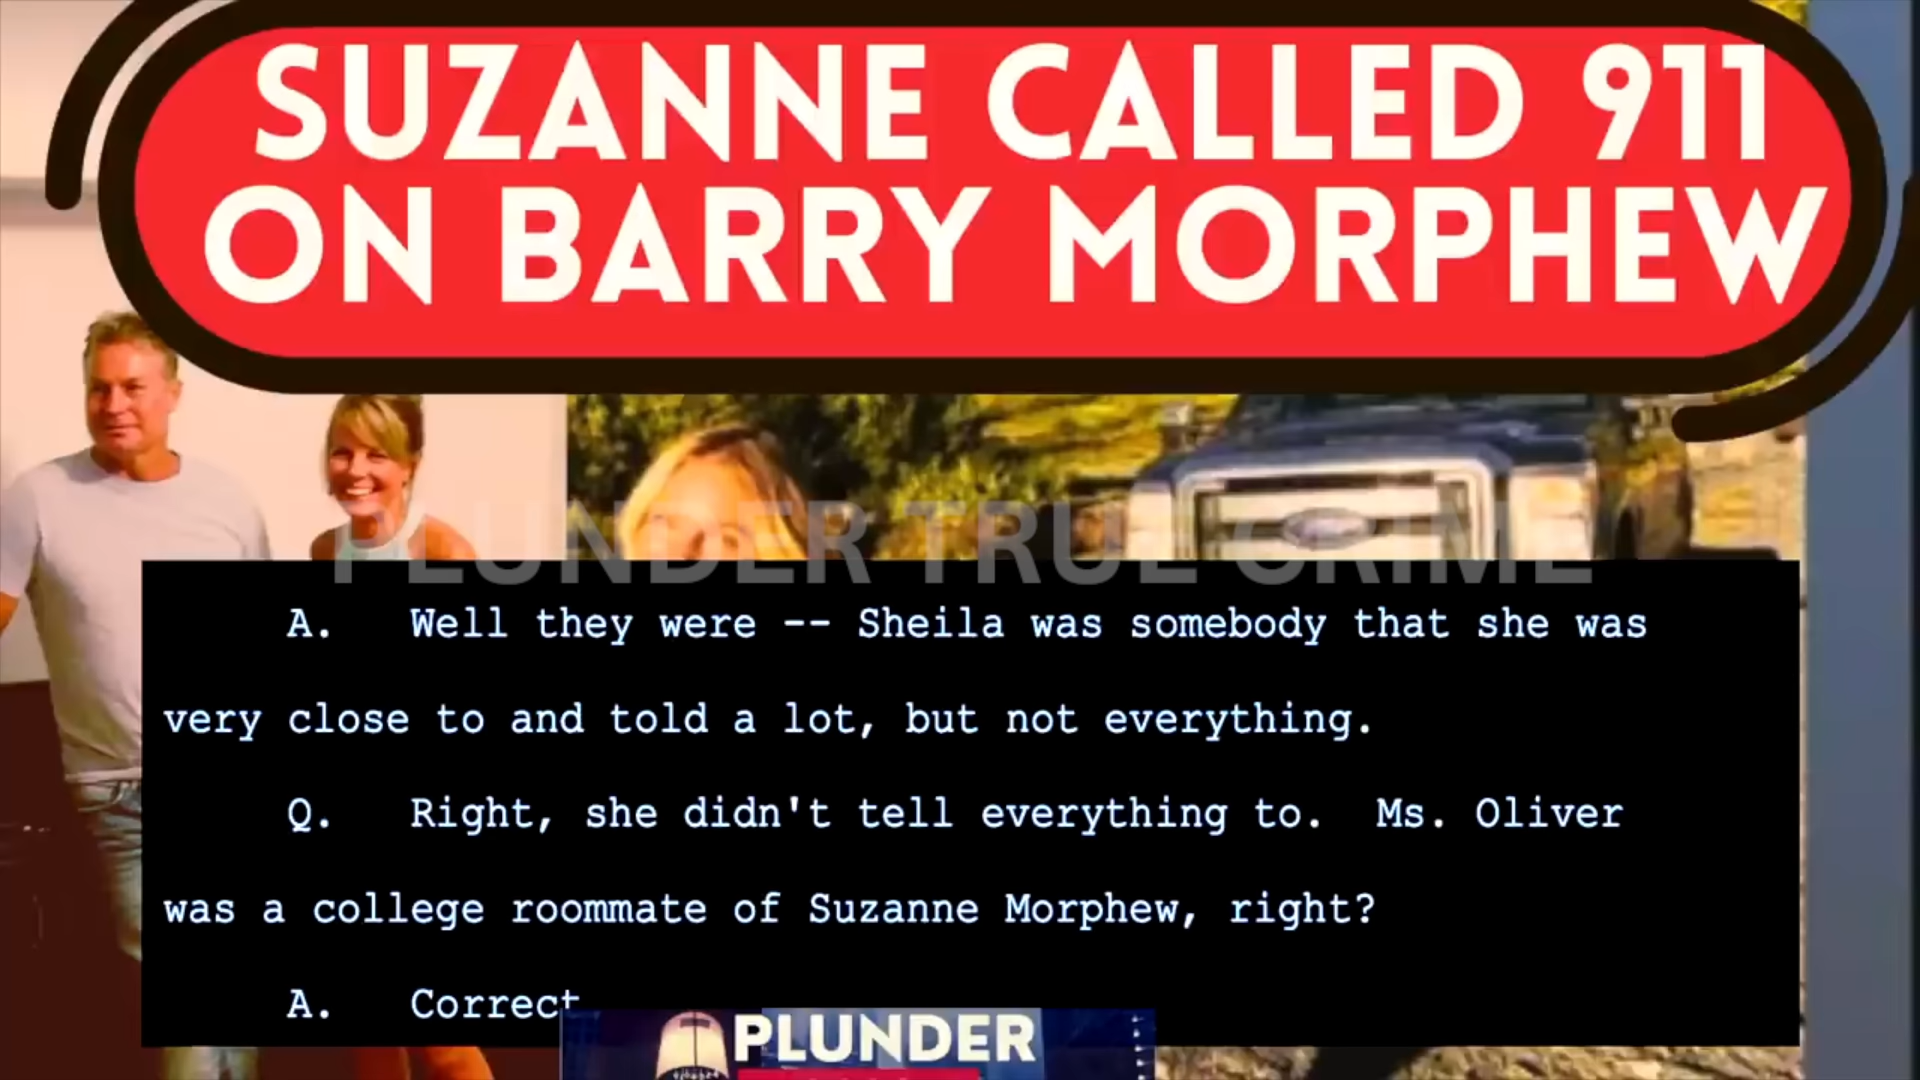 SUZANNE CALLED 911
ON BARRY MORPHEW
PLUNDER TRUE CRIME
A. Well they were -- Sheila was somebody that she was
very close to and told a lot, but not everything.
Q. Right, she didn't tell everything to. Ms. Oliver
was a college roommate of Suzanne Morphew, right?
A. Correct
PLUNDER